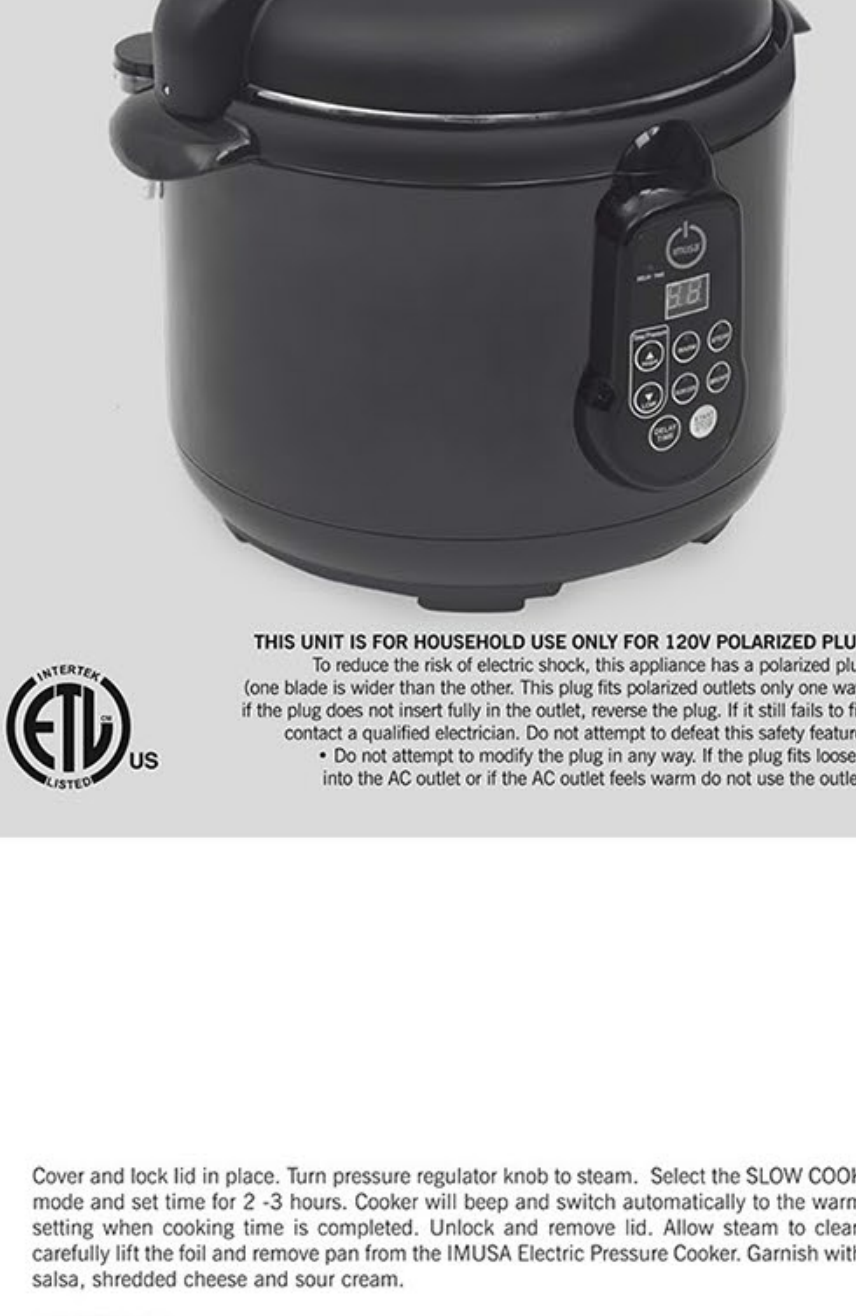 imusa
DELAY TIME
WARM
DELAY
TIME
START
THIS UNIT IS FOR HOUSEHOLD USE ONLY FOR 120V POLARIZED PLU
To reduce the risk of electric shock, this appliance has a polarized plu
(one blade is wider than the other. This plug fits polarized outlets only one wa
if the plug does not insert fully in the outlet, reverse the plug. If it still fails to fi
contact a qualified electrician. Do not attempt to defeat this safety featur
• Do not attempt to modify the plug in any way. If the plug fits loose
into the AC outlet or if the AC outlet feels warm do not use the outle
INTERTEK
ETL
CM
US
LISTED
Cover and lock lid in place. Turn pressure regulator knob to steam. Select the SLOW COOK
mode and set time for 2 -3 hours. Cooker will beep and switch automatically to the warm
setting when cooking time is completed. Unlock and remove lid. Allow steam to clear
carefully lift the foil and remove pan from the IMUSA Electric Pressure Cooker. Garnish with
salsa, shredded cheese and sour cream.